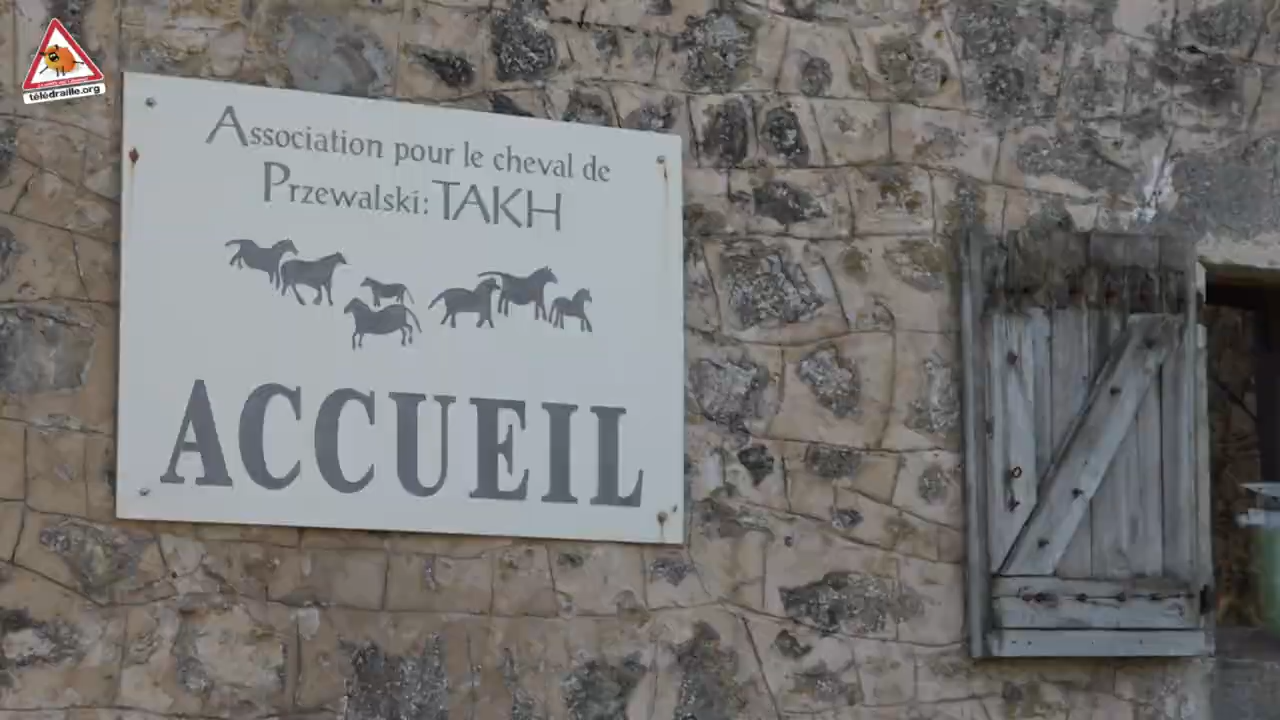 télédraille.org
Association pour le cheval de
Przewalski: TAKH
ACCUEIL